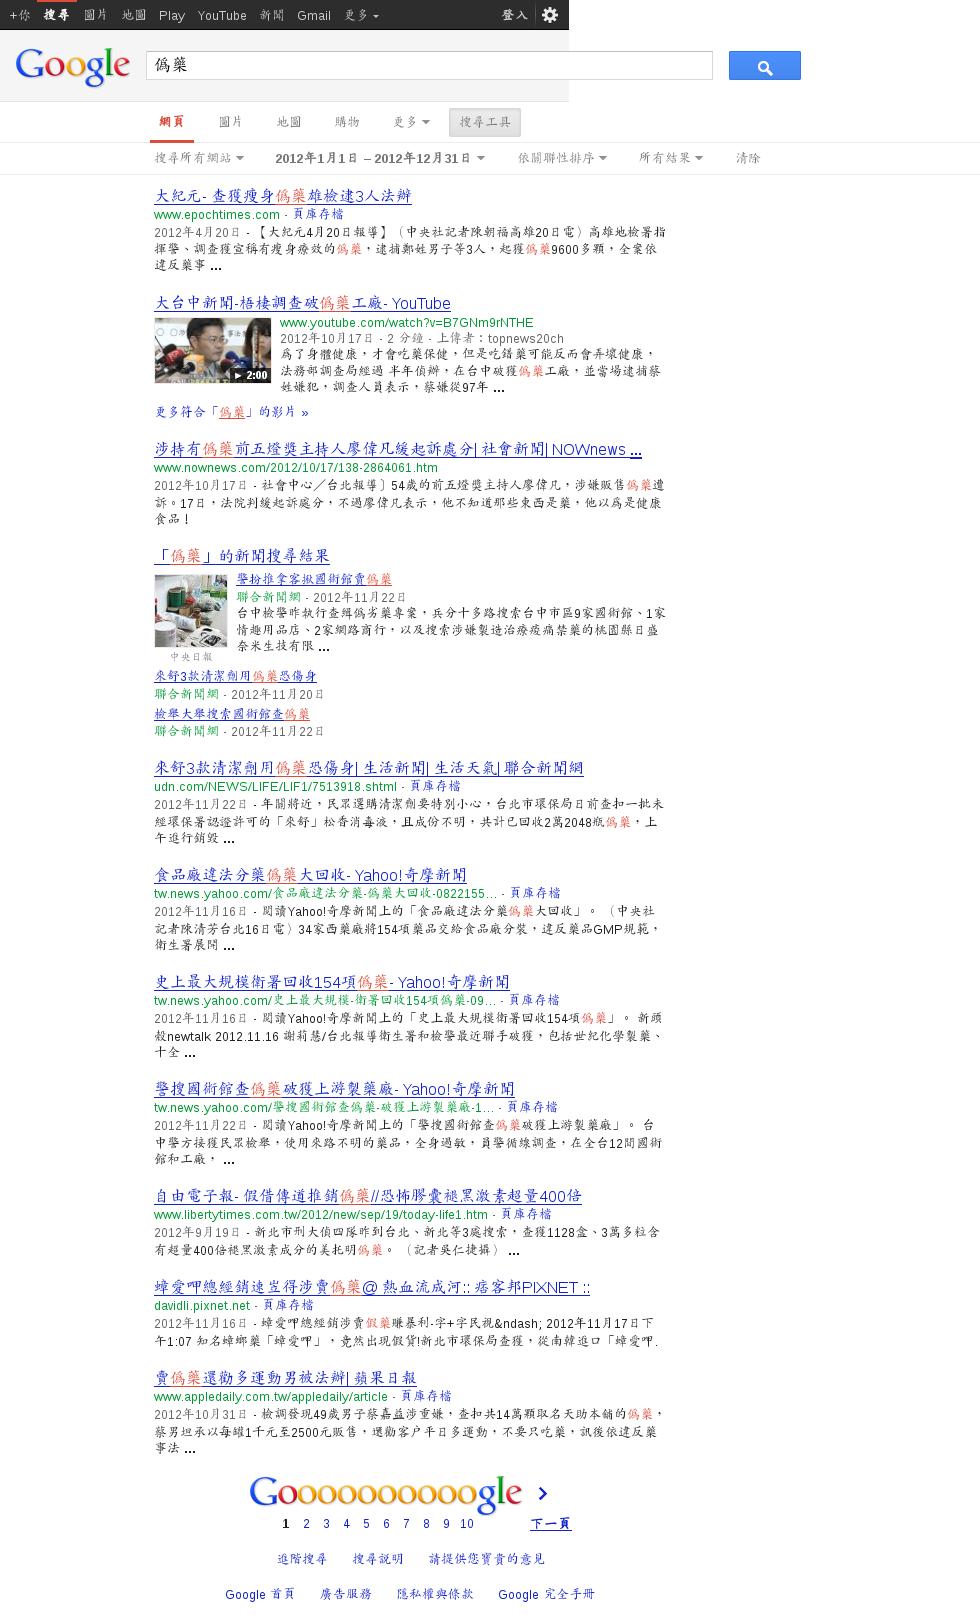 +你 搜尋 圖片 地圖 Play YouTube 新聞 Gmail 更多 登入
Google 偽藥
網頁 圖片 地圖 購物 更多 搜尋工具
搜尋所有網站 2012年1月1日 – 2012年12月31日 依關聯性排序 所有結果 清除
大紀元- 查獲瘦身偽藥雄檢逮3人法辦
www.epochtimes.com - 頁庫存檔
2012年4月20日 - 【大紀元4月20日報導】（中央社記者陳朝福高雄20日電）高雄地檢署指
揮警、調查獲宣稱有瘦身療效的偽藥，逮捕鄭姓男子等3人，起獲偽藥9600多顆，全案依
違反藥事 ...
大台中新聞-梧棲調查破偽藥工廠- YouTube
www.youtube.com/watch?v=B7GNm9rNTHE
2012年10月17日 - 2 分鐘 - 上傳者：topnews20ch
為了身體健康，才會吃藥保健，但是吃錯藥可能反而會弄壞健康，
法務部調查局經過 半年偵辦，在台中破獲偽藥工廠，並當場逮捕蔡
姓嫌犯，調查人員表示，蔡嫌從97年 ...
2:00
更多符合「偽藥」的影片 »
涉持有偽藥前五燈獎主持人廖偉凡緩起訴處分| 社會新聞| NOWnews ...
www.nownews.com/2012/10/17/138-2864061.htm
2012年10月17日 - 社會中心／台北報導〕54歲的前五燈獎主持人廖偉凡，涉嫌販售偽藥遭
訴。17日，法院判緩起訴處分，不過廖偉凡表示，他不知道那些東西是藥，他以為是健康
食品！
「偽藥」的新聞搜尋結果
警扮推拿客揪國術館賣偽藥
聯合新聞網 - 2012年11月22日
台中檢警昨執行查緝偽劣藥專案，兵分十多路搜索台中市區9家國術館、1家
情趣用品店、2家網路商行，以及搜索涉嫌製造治療痠痛禁藥的桃園縣日盛
奈米生技有限 ...
中央日報
來舒3款清潔劑用偽藥恐傷身
聯合新聞網 - 2012年11月20日
檢舉大舉搜索國術館查偽藥
聯合新聞網 - 2012年11月22日
來舒3款清潔劑用偽藥恐傷身| 生活新聞| 生活天氣| 聯合新聞網
udn.com/NEWS/LIFE/LIF1/7513918.shtml - 頁庫存檔
2012年11月22日 - 年關將近，民眾選購清潔劑要特別小心，台北市環保局日前查扣一批未
經環保署認證許可的「來舒」松香消毒液，且成份不明，共計已回收2萬2048瓶偽藥，上
午進行銷毀 ...
食品廠違法分藥偽藥大回收- Yahoo!奇摩新聞
tw.news.yahoo.com/食品廠違法分藥-偽藥大回收-0822155... - 頁庫存檔
2012年11月16日 - 閱讀Yahoo!奇摩新聞上的「食品廠違法分藥偽藥大回收」。（中央社
記者陳清芳台北16日電）34家西藥廠將154項藥品交給食品廠分裝，違反藥品GMP規範，
衛生署展開 ...
史上最大規模衛署回收154項偽藥- Yahoo!奇摩新聞
tw.news.yahoo.com/史上最大規模-衛署回收154項偽藥-09... - 頁庫存檔
2012年11月16日 - 閱讀Yahoo!奇摩新聞上的「史上最大規模衛署回收154項偽藥」。 新頭
殼newtalk 2012.11.16 謝莉慧/台北報導衛生署和檢警最近聯手破獲，包括世紀化學製藥、
十全 ...
警搜國術館查偽藥破獲上游製藥廠- Yahoo!奇摩新聞
tw.news.yahoo.com/警搜國術館查偽藥-破獲上游製藥廠-1... - 頁庫存檔
2012年11月22日 - 閱讀Yahoo!奇摩新聞上的「警搜國術館查偽藥破獲上游製藥廠」。 台
中警方接獲民眾檢舉，使用來路不明的藥品，全身過敏，員警循線調查，在全台12間國術
館和工廠， ...
自由電子報- 假借傳道推銷偽藥//恐怖膠囊褪黑激素超量400倍
www.libertytimes.com.tw/2012/new/sep/19/today-life1.htm - 頁庫存檔
2012年9月19日 - 新北市刑大偵四隊昨到台北、新北等3處搜索，查獲1128盒、3萬多粒含
有超量400倍褪黑激素成分的美托明偽藥。（記者吳仁捷攝） ...
蟑愛呷總經銷速豈得涉賣偽藥@ 熱血流成河:: 痞客邦PIXNET ::
davidli.pixnet.net - 頁庫存檔
2012年11月16日 - 蟑愛呷總經銷涉賣假藥賺暴利-字+字民視&ndash; 2012年11月17日下
午1:07 知名蟑螂藥「蟑愛呷」，竟然出現假貨!新北市環保局查獲，從南韓進口「蟑愛呷.
賣偽藥還勸多運動男被法辦| 蘋果日報
www.appledaily.com.tw/appledaily/article - 頁庫存檔
2012年10月31日 - 檢調發現49歲男子蔡嘉益涉重嫌，查扣共14萬顆取名天助本舖的偽藥，
蔡男坦承以每罐1千元至2500元販售，還勸客户平日多運動，不要只吃藥，訊後依違反藥
事法 ...
Goooooooooogle
1 2 3 4 5 6 7 8 9 10 下一頁
進階搜尋 搜尋說明 請提供您寶貴的意見
Google 首頁 廣告服務 隱私權與條款 Google 完全手冊